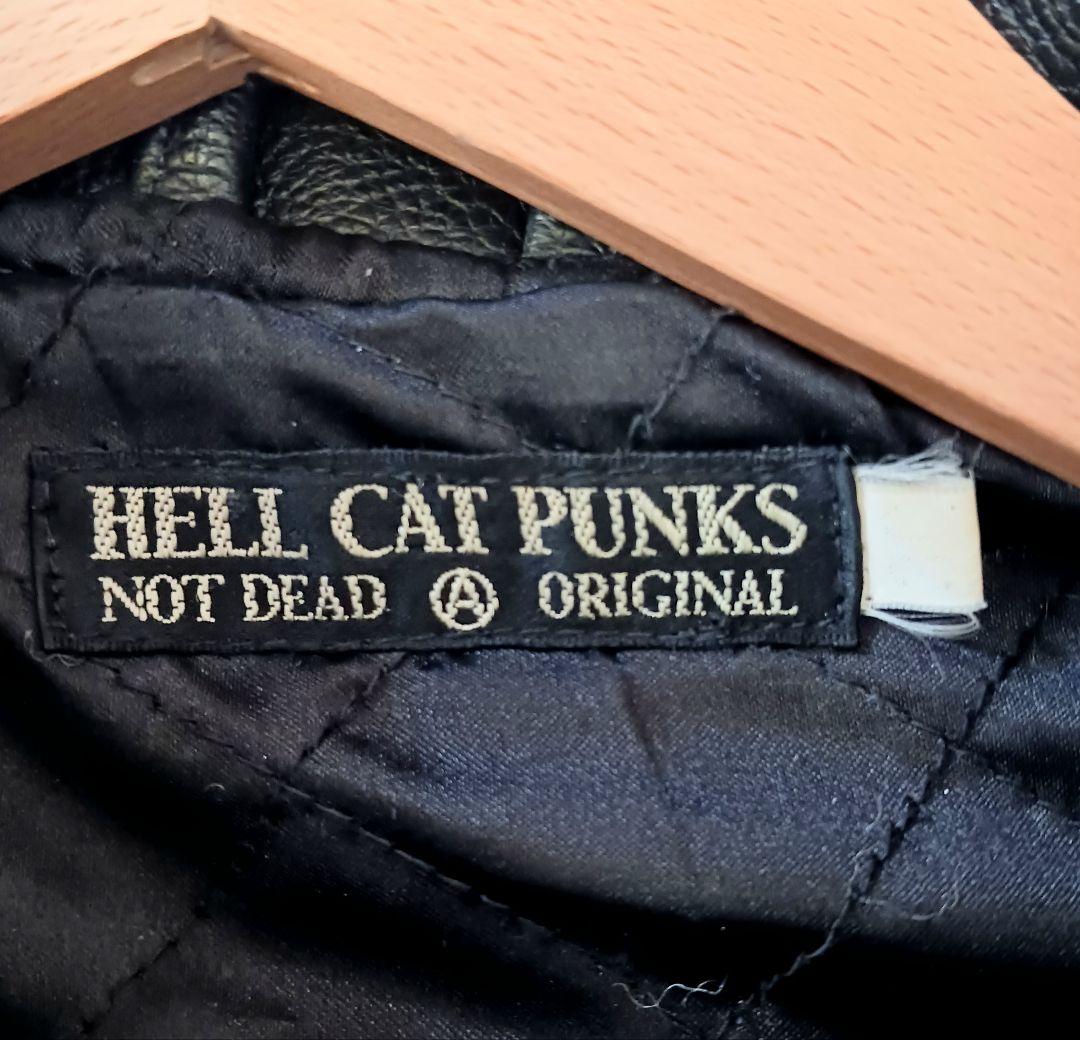 HELL CAT PUNKS
NOT DEAD Ⓐ ORIGINAL